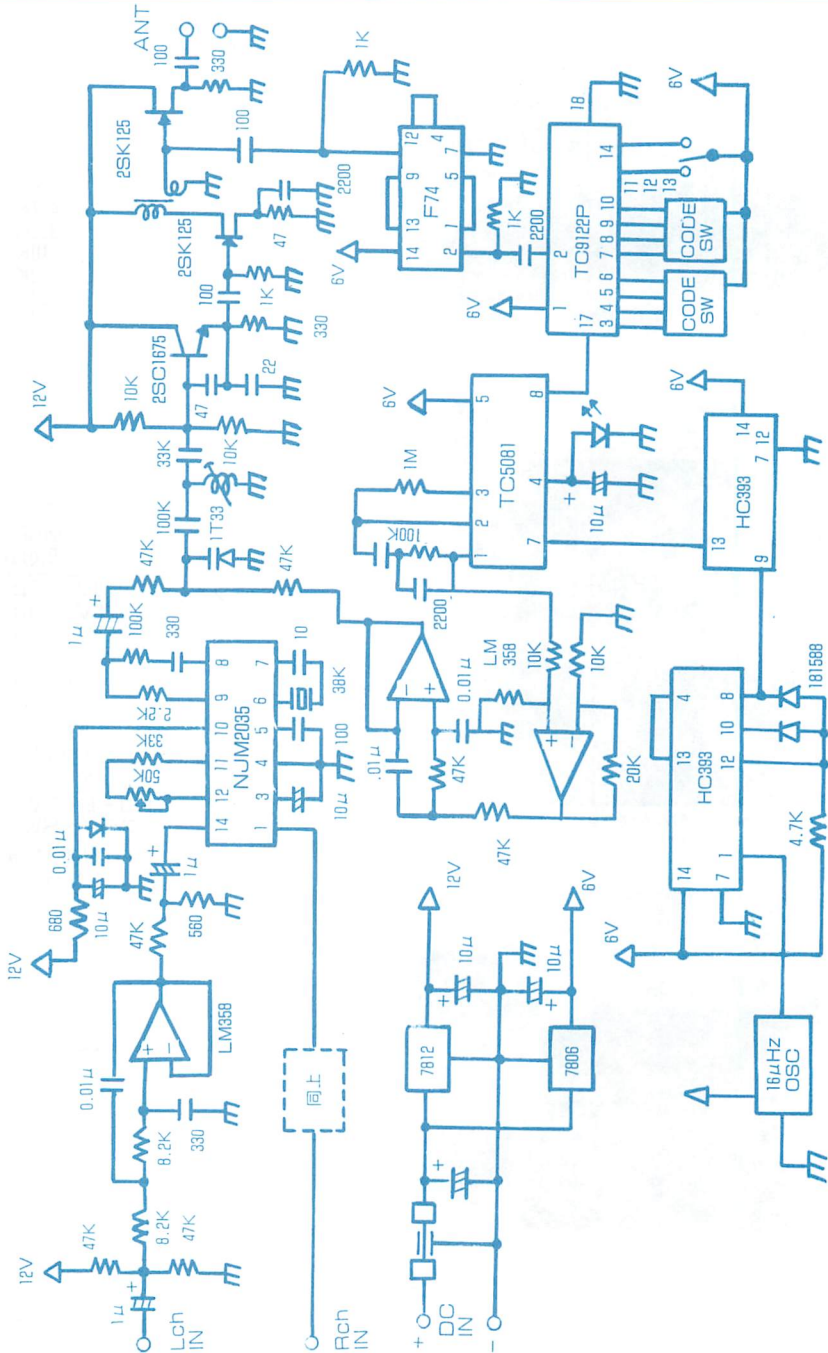 12V
12V
ANT
Lch
IN
1μ
47K
47K
8.2K
8.2K
0.01μ
330
LM358
47K
560
1μ
680
10μ
0.01μ
50K
33K
2.2K
100K
330
1μ
47K
14
12
11
10
9
8
NJM2035
1
3
4
5
6
7
10μ
100
38K
10
47K
1T33
100K
33K
10K
10K
47
22
2SC1675
330
100
1K
2SK125
47
2200
2SK125
100
330
100
1K
Rch
IN
同上
+
DC
IN
-
7812
7806
10μ
10μ
12V
6V
47K
47K
.01μ
0.01μ
LM
358
10K
10K
20K
2200
100K
1M
1
2
3
5
TC5081
7
4
8
10μ
6V
6V
14
13
9
12
F74
2
1
5
7
4
1K
2200
6V
1
2
18
TC9122P
17
3
4
5
6
7
8
9
10
14
11
12
13
CODE
SW
CODE
SW
6V
16μHz
OSC
6V
14
13
4
HC393
7
1
12
10
8
4.7K
1S1588
13
14
HC393
9
7
12
6V